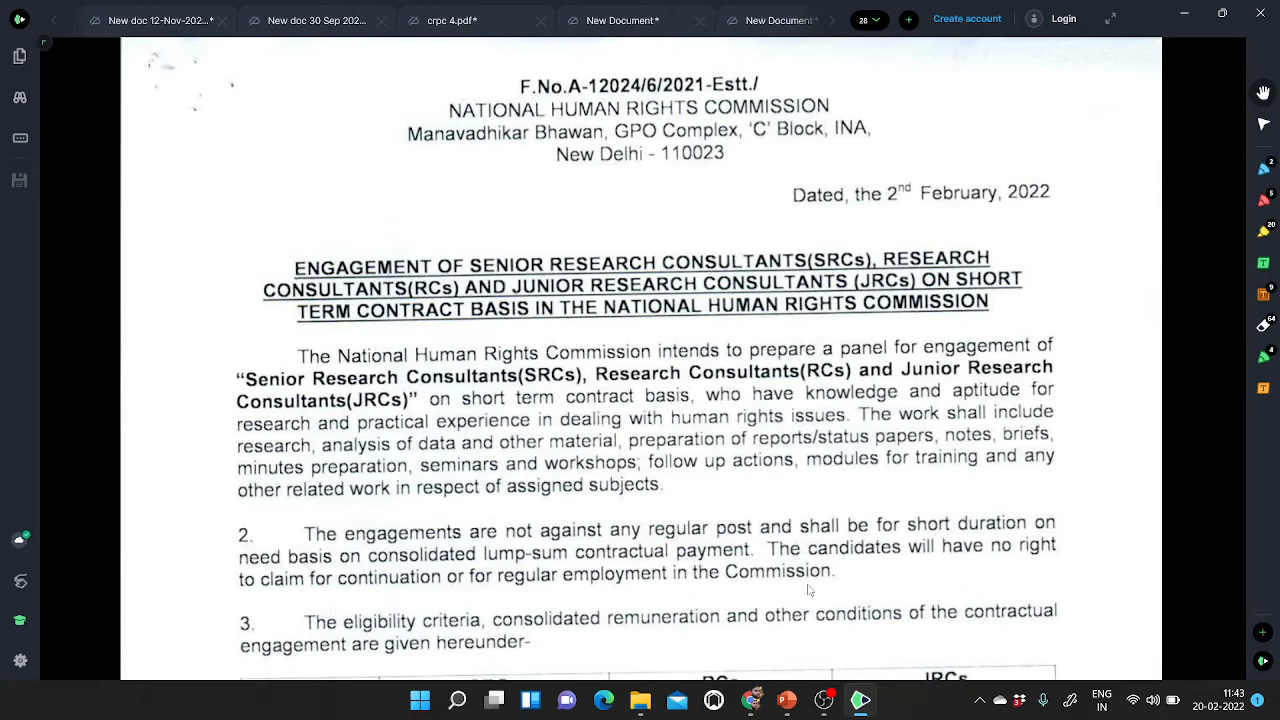 New doc 10-Dec-202...*
New doc 30 Sep 202...*
crpc 4.pdf*
New Document*
28
Create account
Login
F.No.A-12024/6/2021-Estt./
NATIONAL HUMAN RIGHTS COMMISSION
Manavadhikar Bhawan, GPO Complex, ‘C’ Block, INA,
New Delhi - 110023
Dated, the 2nd February, 2022
ENGAGEMENT OF SENIOR RESEARCH CONSULTANTS(SRCs), RESEARCH
CONSULTANTS(RCs) AND JUNIOR RESEARCH CONSULTANTS (JRCs) ON SHORT
TERM CONTRACT BASIS IN THE NATIONAL HUMAN RIGHTS COMMISSION
The National Human Rights Commission intends to prepare a panel for engagement of
“Senior Research Consultants(SRCs), Research Consultants(RCs) and Junior Research
Consultants(JRCs)” on short term contract basis, who have knowledge and aptitude for
research and practical experience in dealing with human rights issues. The work shall include
research, analysis of data and other material, preparation of reports/status papers, notes, briefs,
minutes preparation, seminars and workshops; follow up actions, modules for training and any
other related work in respect of assigned subjects.
2. The engagements are not against any regular post and shall be for short duration on
need basis on consolidated lump-sum contractual payment. The candidates will have no right
to claim for continuation or for regular employment in the Commission.
3. The eligibility criteria, consolidated remuneration and other conditions of the contractual
engagement are given hereunder-
RCs
JRCs
2
5
20
9
64
4
3
ENG
IN
11:43
20-02-2022